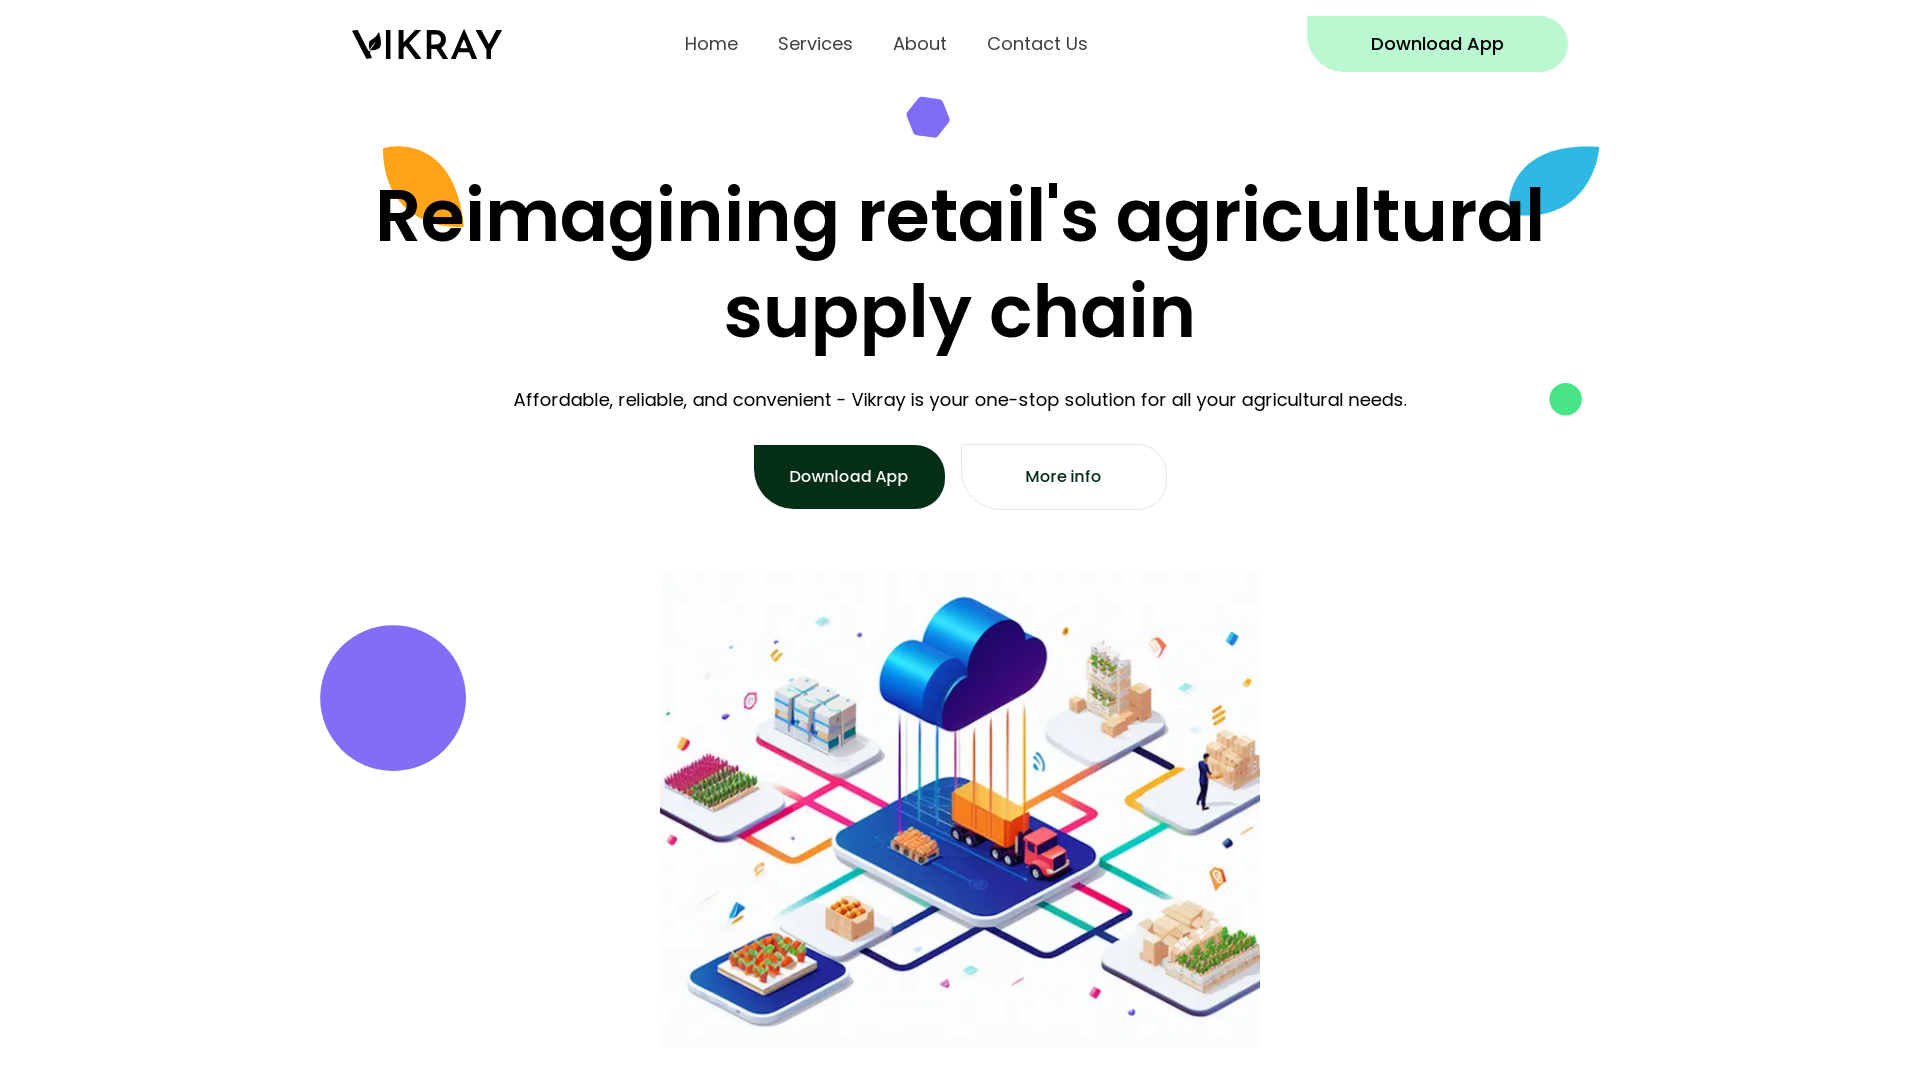 VIKRAY
Home
Services
About
Contact Us
Download App
Reimagining retail's agricultural
supply chain
Affordable, reliable, and convenient - Vikray is your one-stop solution for all your agricultural needs.
Download App
More info